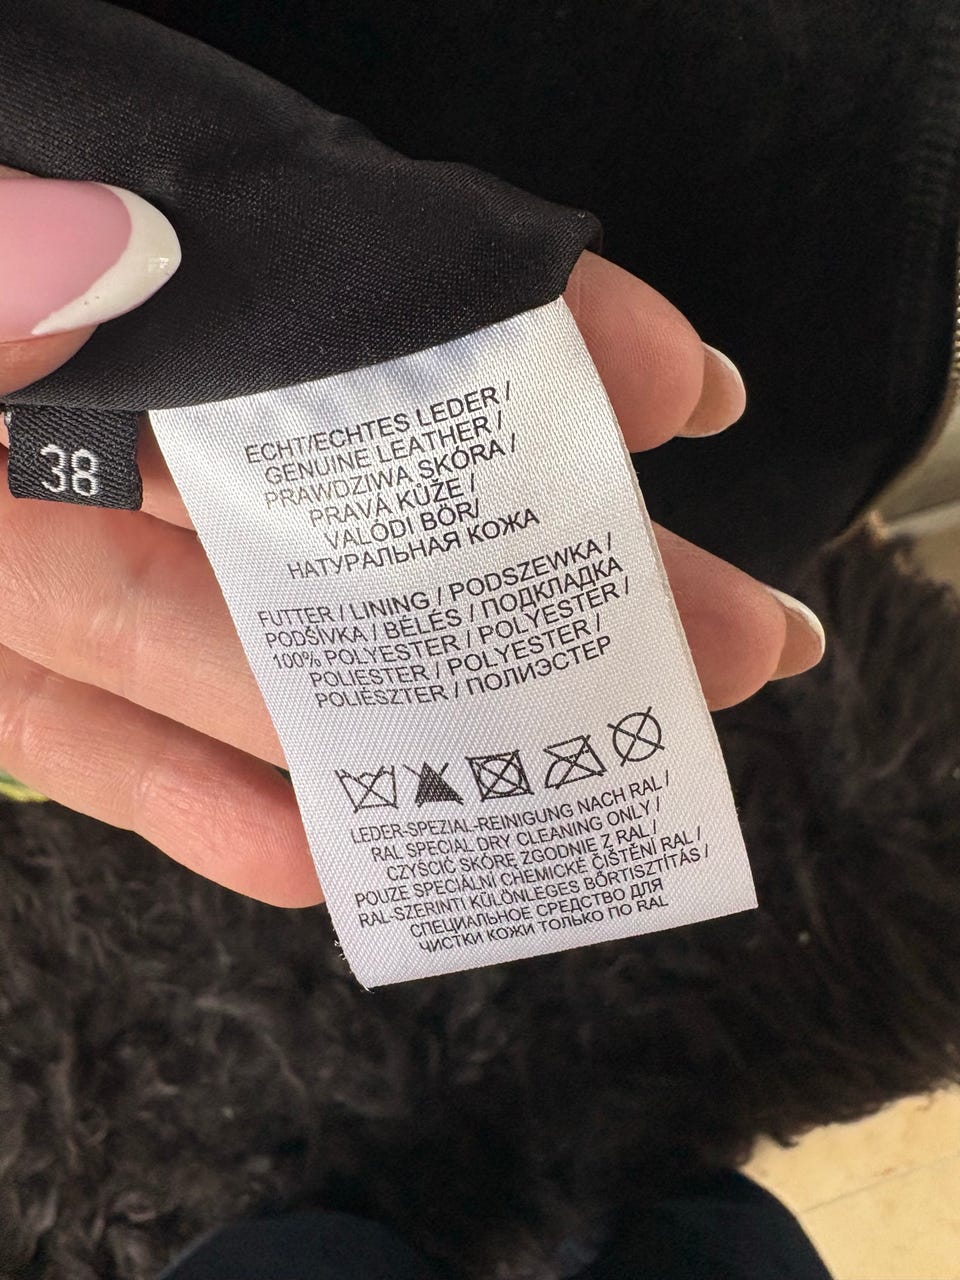 38
ECHT/ECHTES LEDER /
GENUINE LEATHER /
PRAWDZIWA SKÓRA /
PRAVÁ KŮŽE /
VALÓDI BŐR/
НАТУРАЛЬНАЯ КОЖА
FUTTER / LINING / PODSZEWKA /
PODŠÍVKA / BÉLÉS / ПОДКЛАДКА
100% POLYESTER / POLYESTER /
POLIESTER / POLYESTER /
POLIÉSZTER / ПОЛИЭСТЕР
LEDER-SPEZIAL-REINIGUNG NACH RAL /
RAL SPECIAL DRY CLEANING ONLY /
CZYŚCIĆ SKÓRĘ ZGODNIE Z RAL /
POUZE SPECIÁLNÍ CHEMICKÉ ČIŠTĚNÍ RAL /
RAL-SZERINTI KÜLÖNLEGES BŐRTISZTÍTÁS /
СПЕЦИАЛЬНОЕ СРЕДСТВО ДЛЯ
ЧИСТКИ КОЖИ ТОЛЬКО ПО RAL